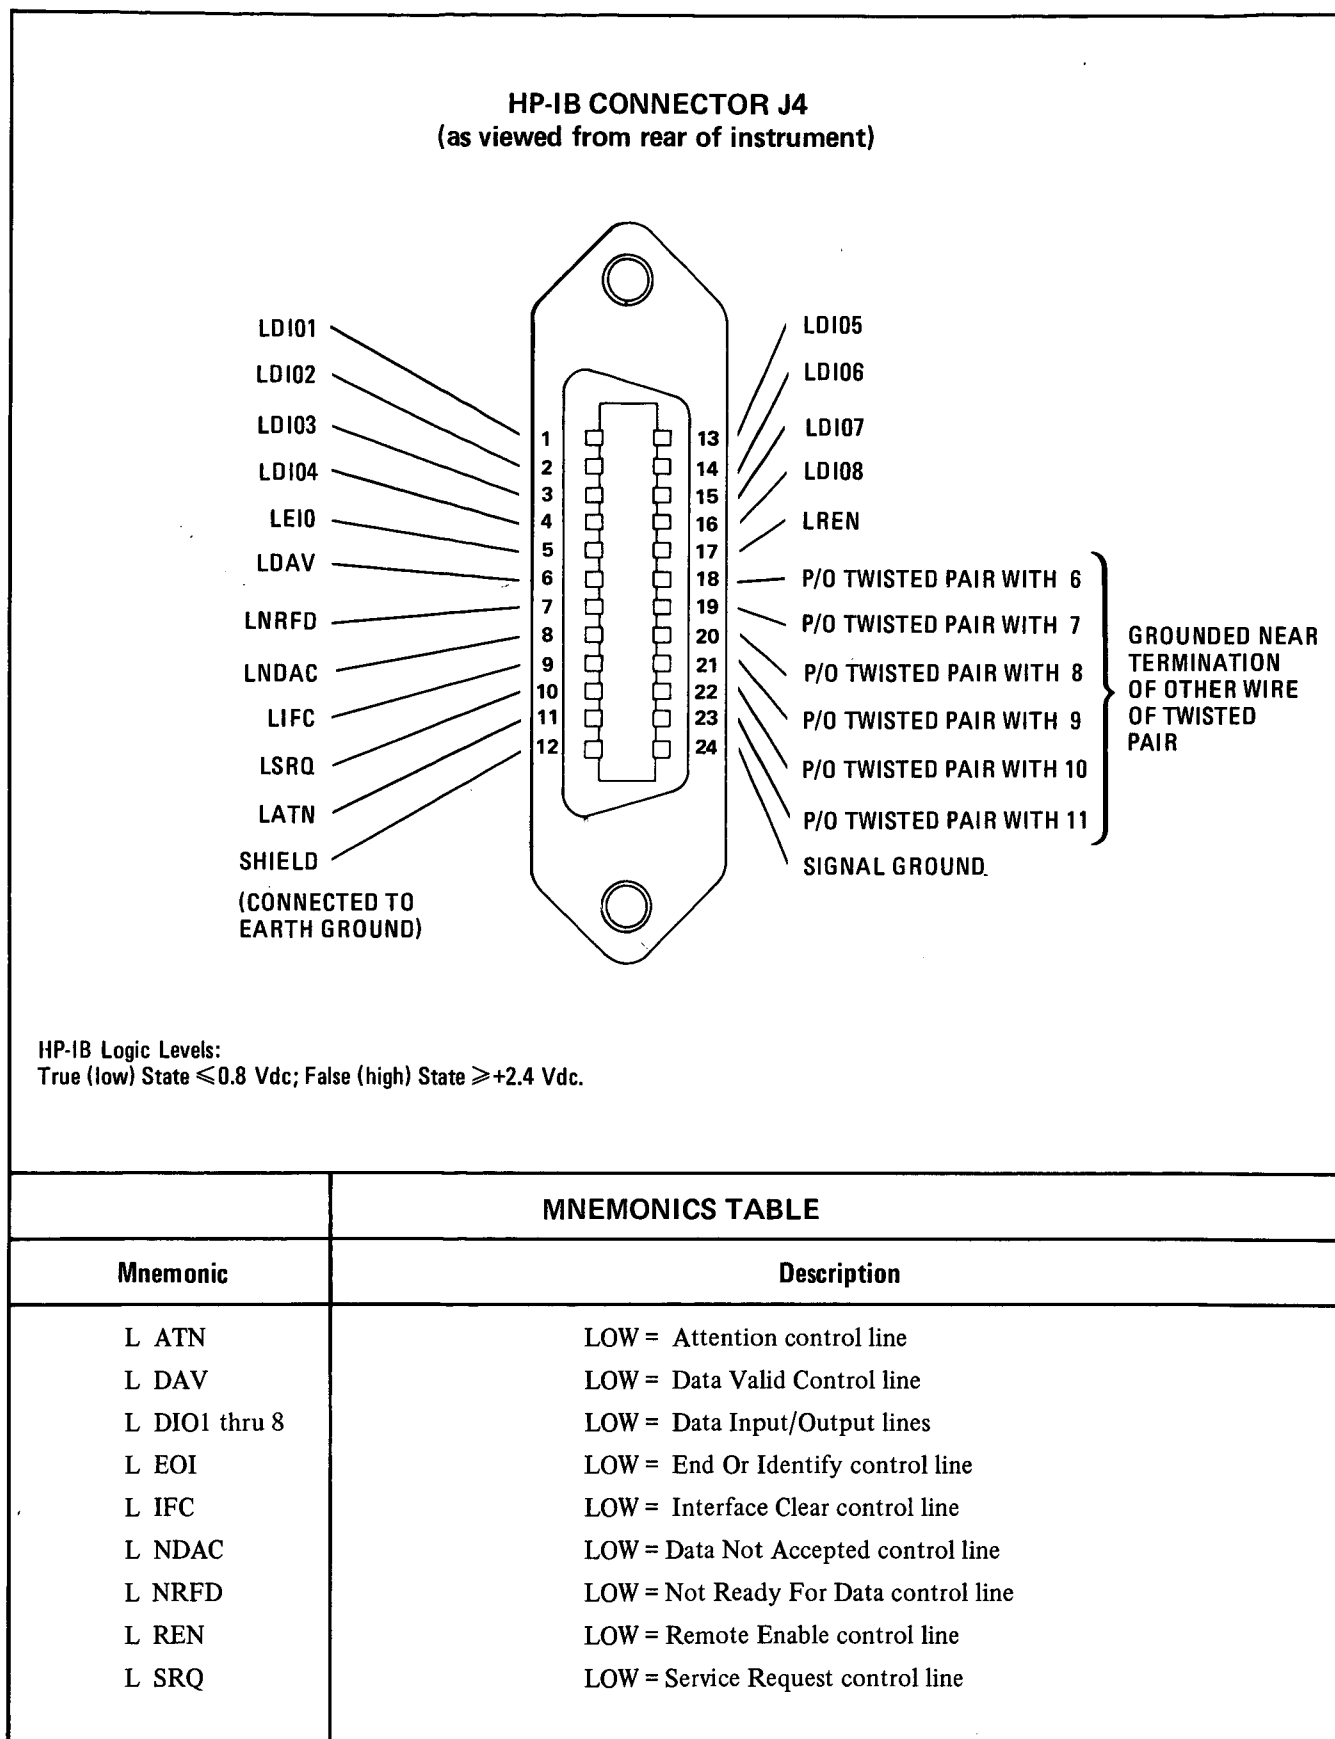 HP-IB CONNECTOR J4
(as viewed from rear of instrument)
LDI01
LDI02
LDI03
LDI04
LEI0
LDAV
LNRFD
LNDAC
LIFC
LSRQ
LATN
SHIELD
(CONNECTED TO
EARTH GROUND)
1
2
3
4
5
6
7
8
9
10
11
12
13
14
15
16
17
18
19
20
21
22
23
24
LDI05
LDI06
LDI07
LDI08
LREN
P/O TWISTED PAIR WITH 6
P/O TWISTED PAIR WITH 7
P/O TWISTED PAIR WITH 8
P/O TWISTED PAIR WITH 9
P/O TWISTED PAIR WITH 10
P/O TWISTED PAIR WITH 11
SIGNAL GROUND
GROUNDED NEAR
TERMINATION
OF OTHER WIRE
OF TWISTED
PAIR
HP-IB Logic Levels:
True (low) State ≤0.8 Vdc; False (high) State ≥+2.4 Vdc.
MNEMONICS TABLE
Mnemonic Description
L ATN LOW = Attention control line
L DAV LOW = Data Valid Control line
L DIO1 thru 8 LOW = Data Input/Output lines
L EOI LOW = End Or Identify control line
L IFC LOW = Interface Clear control line
L NDAC LOW = Data Not Accepted control line
L NRFD LOW = Not Ready For Data control line
L REN LOW = Remote Enable control line
L SRQ LOW = Service Request control line